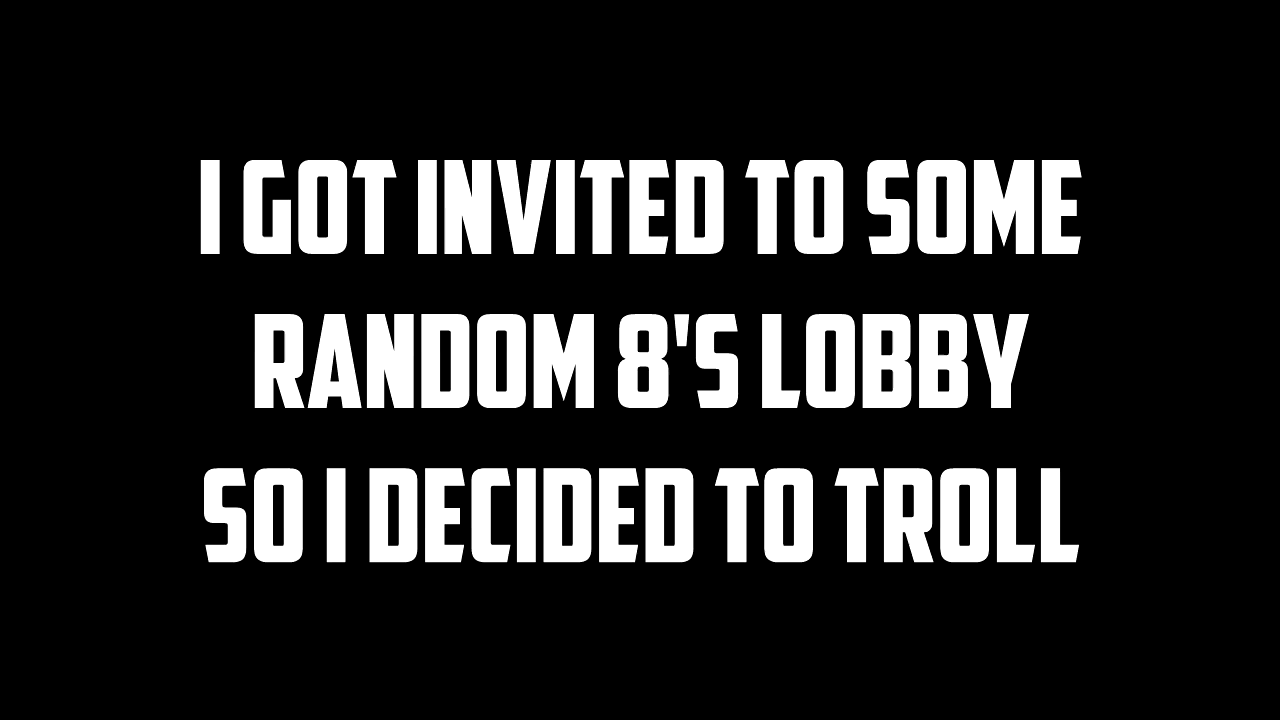 I GOT INVITED TO SOME
RANDOM 8'S LOBBY
SO I DECIDED TO TROLL